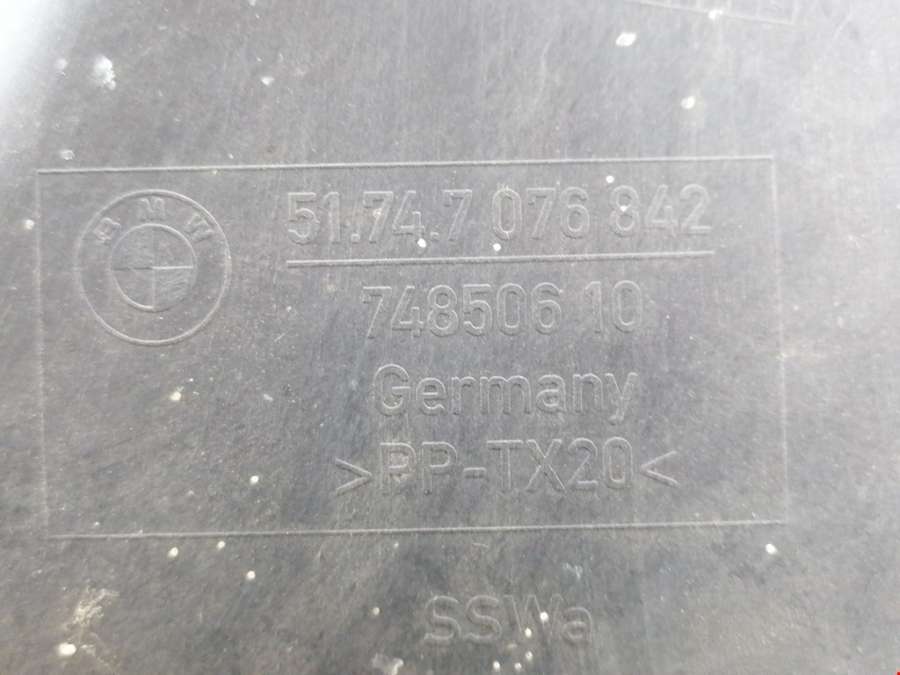 BMW
51.74.7 076 842
748506 10
Germany
>PP-TX20<
SSWa